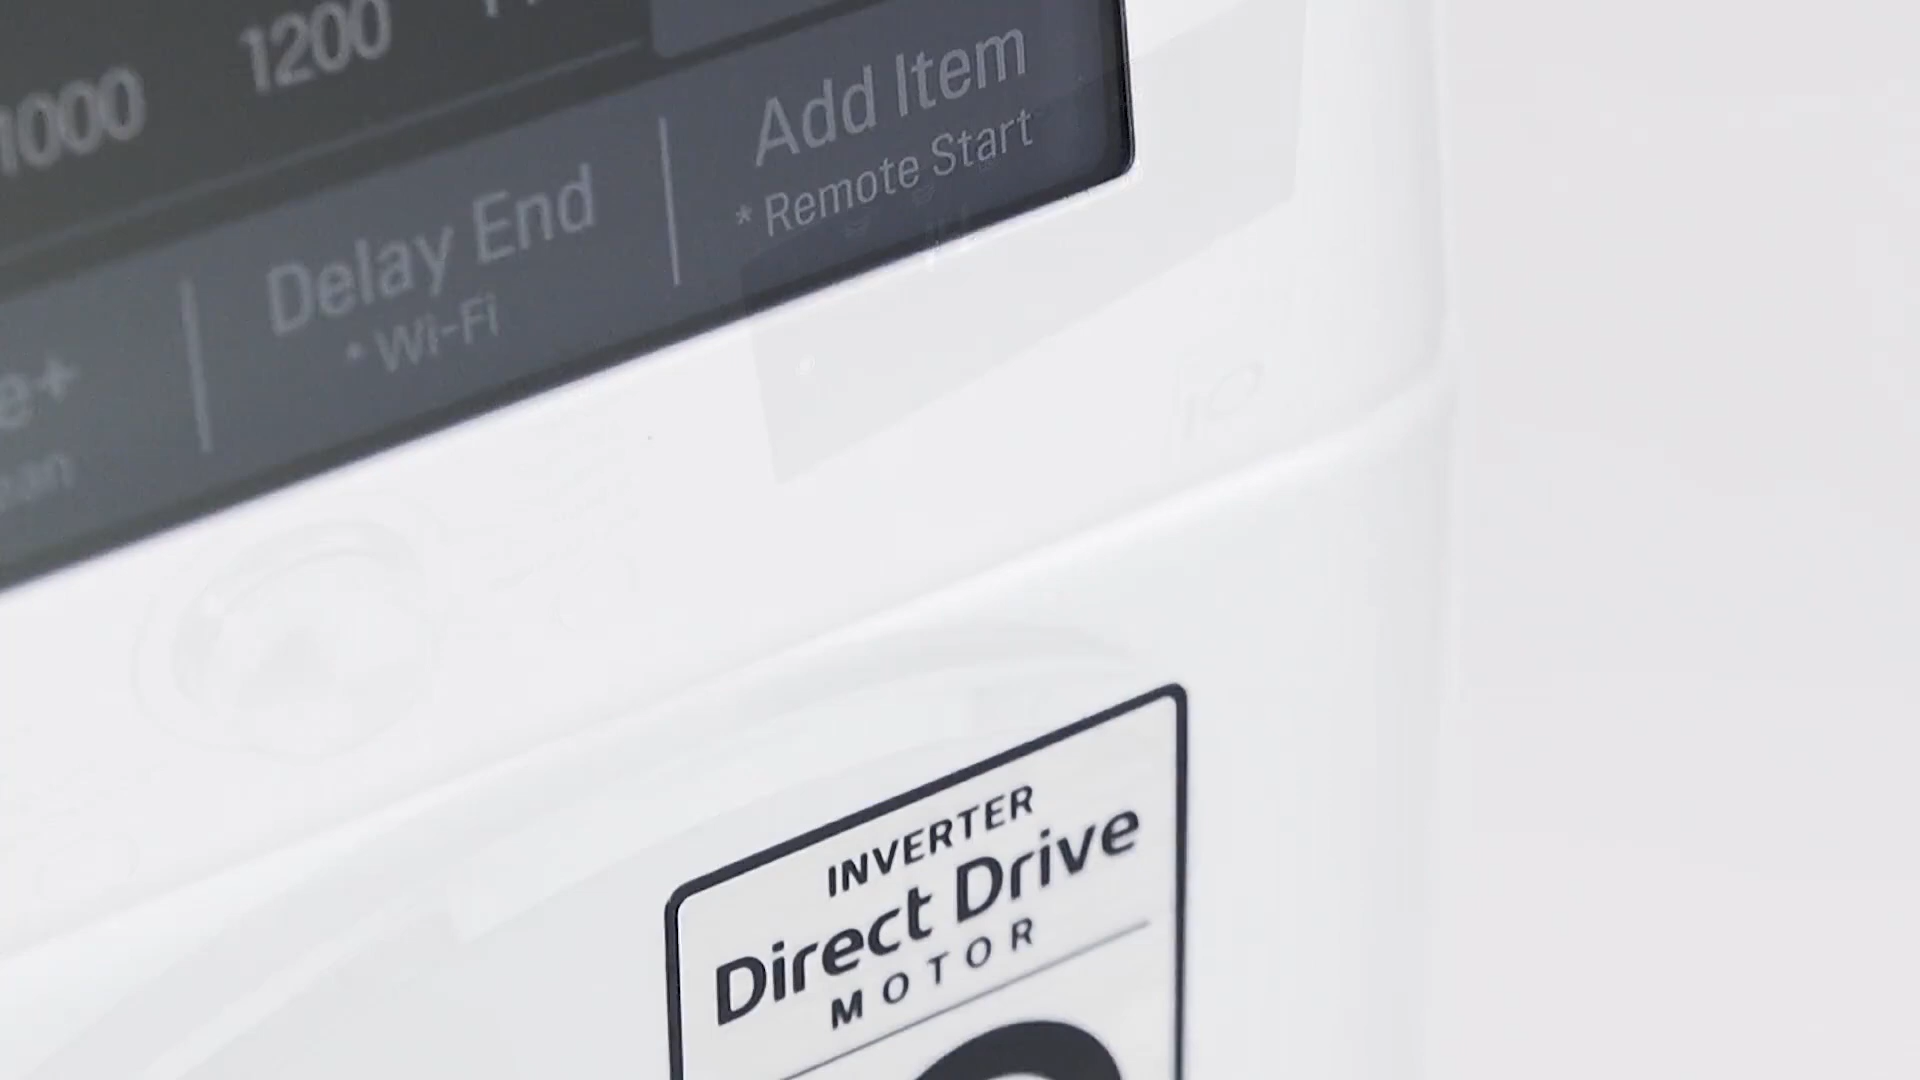 1000
1200
Add Item
* Remote Start
Delay End
* Wi-Fi
e+
INVERTER
Direct Drive
MOTOR